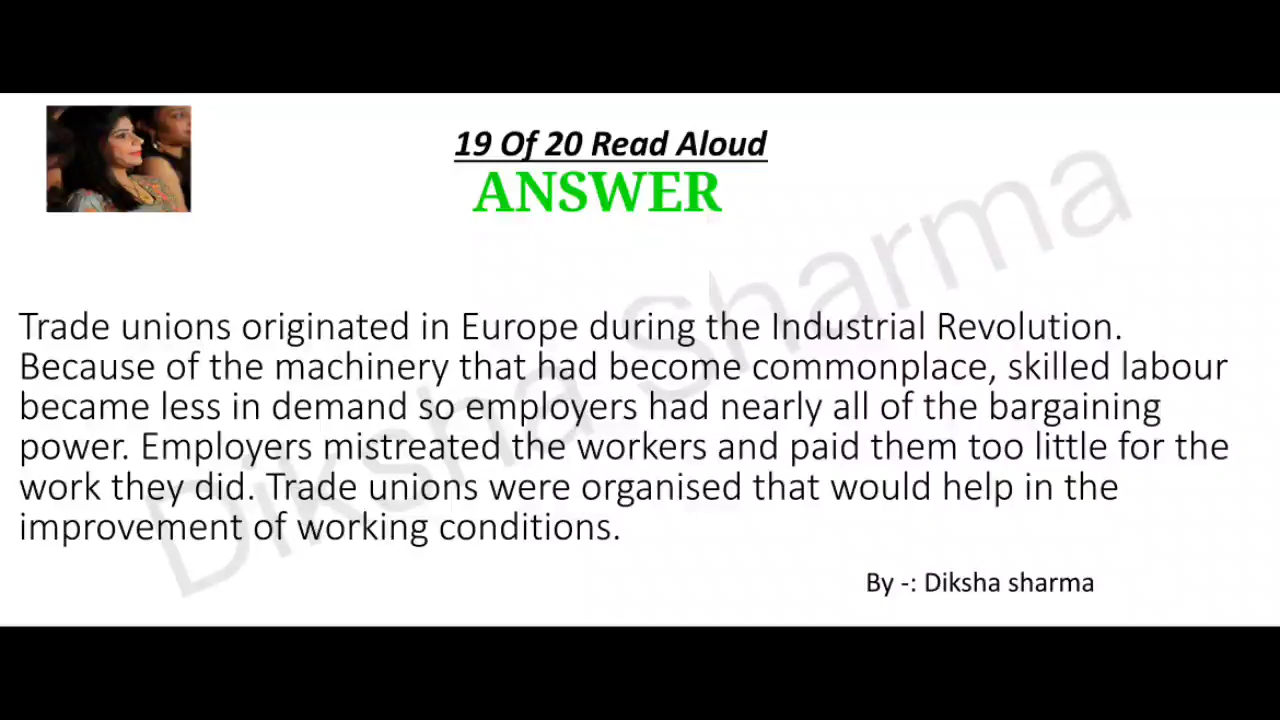 19 Of 20 Read Aloud
ANSWER
Trade unions originated in Europe during the Industrial Revolution.
Because of the machinery that had become commonplace, skilled labour
became less in demand so employers had nearly all of the bargaining
power. Employers mistreated the workers and paid them too little for the
work they did. Trade unions were organised that would help in the
improvement of working conditions.
By -: Diksha sharma
Diksha Sharma